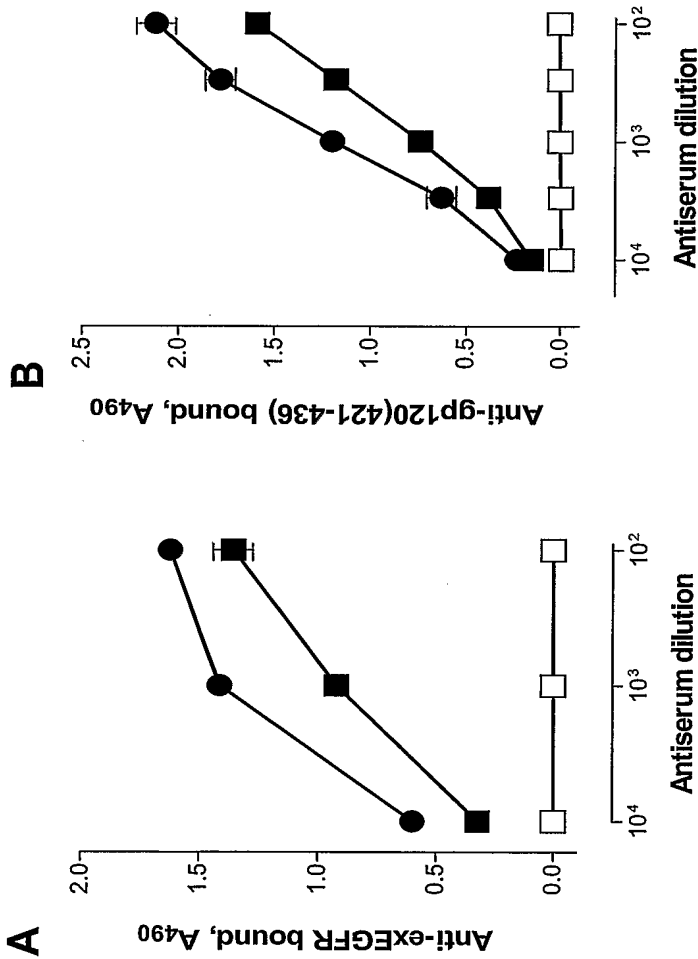 A
Anti-exEGFR bound, A490
2.0
1.5
1.0
0.5
0.0
10⁴
10³
10²
Antiserum dilution
B
Anti-gp120(421-436) bound, A490
2.5
2.0
1.5
1.0
0.5
0.0
10⁴
10³
10²
Antiserum dilution